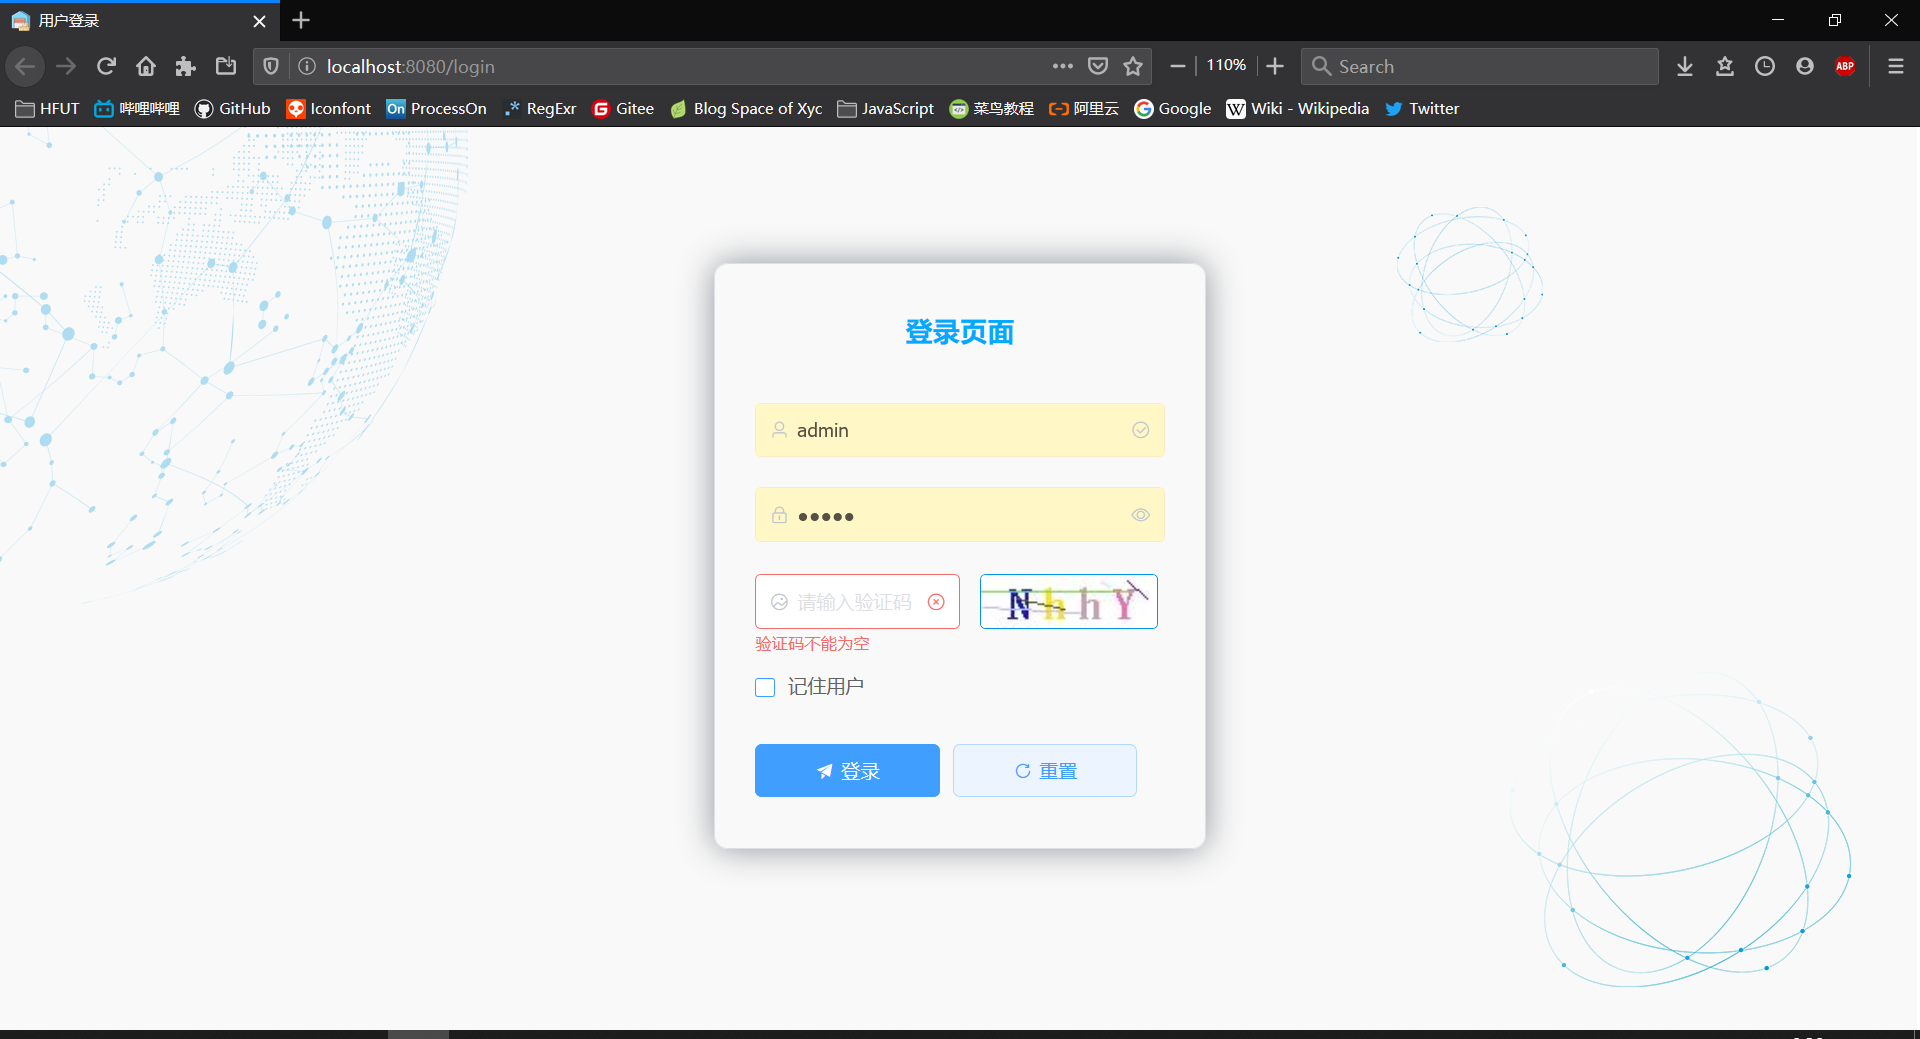 用户登录
localhost:8080/login
110%
Search
ABP
HFUT
哔哩哔哩
GitHub
Iconfont
On ProcessOn
.* RegExr
G Gitee
Blog Space of Xyc
JavaScript
菜鸟教程
阿里云
G Google
W Wiki - Wikipedia
Twitter
登录页面
admin
请输入验证码
N h h Y
验证码不能为空
记住用户
登录
重置